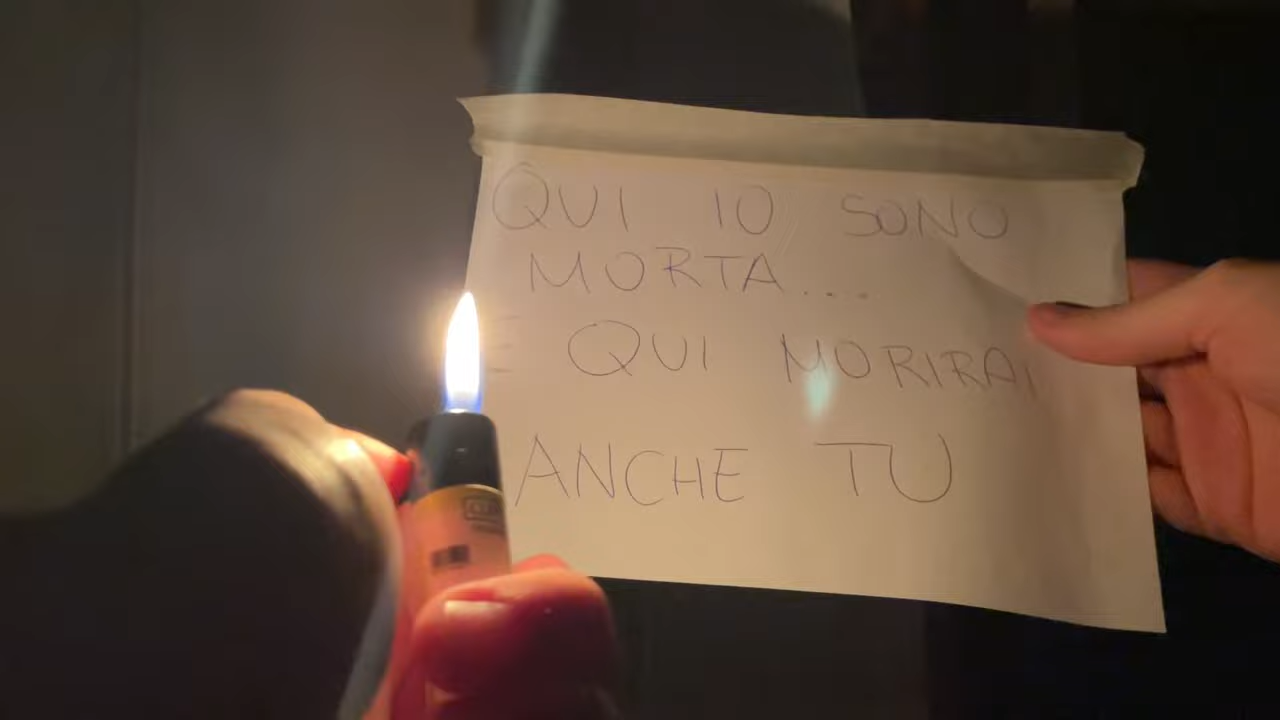 QUI IO SONO
MORTA....
E QUI MORIRAI
ANCHE TU